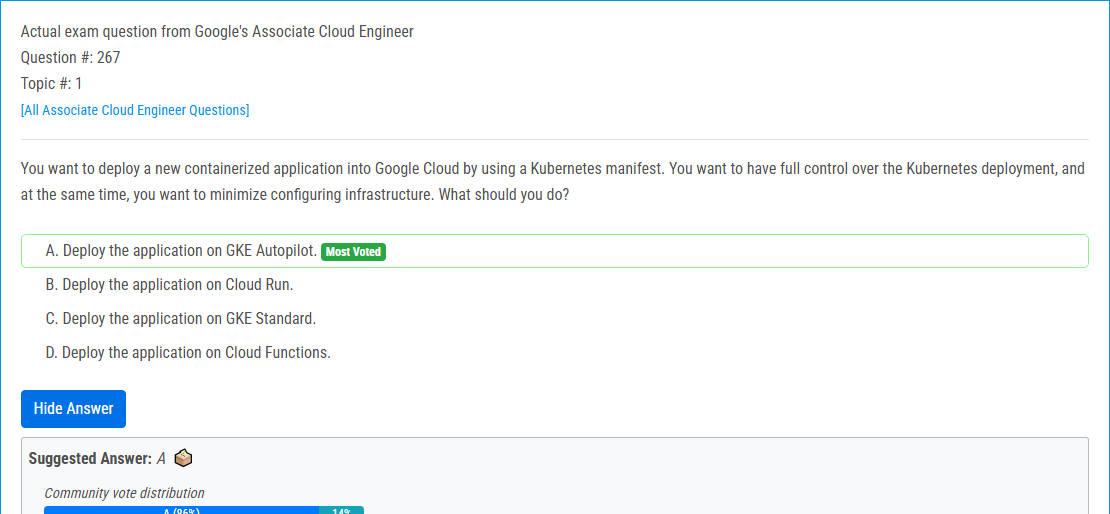 Actual exam question from Google's Associate Cloud Engineer
Question #: 267
Topic #: 1
[All Associate Cloud Engineer Questions]
You want to deploy a new containerized application into Google Cloud by using a Kubernetes manifest. You want to have full control over the Kubernetes deployment, and
at the same time, you want to minimize configuring infrastructure. What should you do?
A. Deploy the application on GKE Autopilot. Most Voted
B. Deploy the application on Cloud Run.
C. Deploy the application on GKE Standard.
D. Deploy the application on Cloud Functions.
Hide Answer
Suggested Answer: A
Community vote distribution
A (86%) 14%